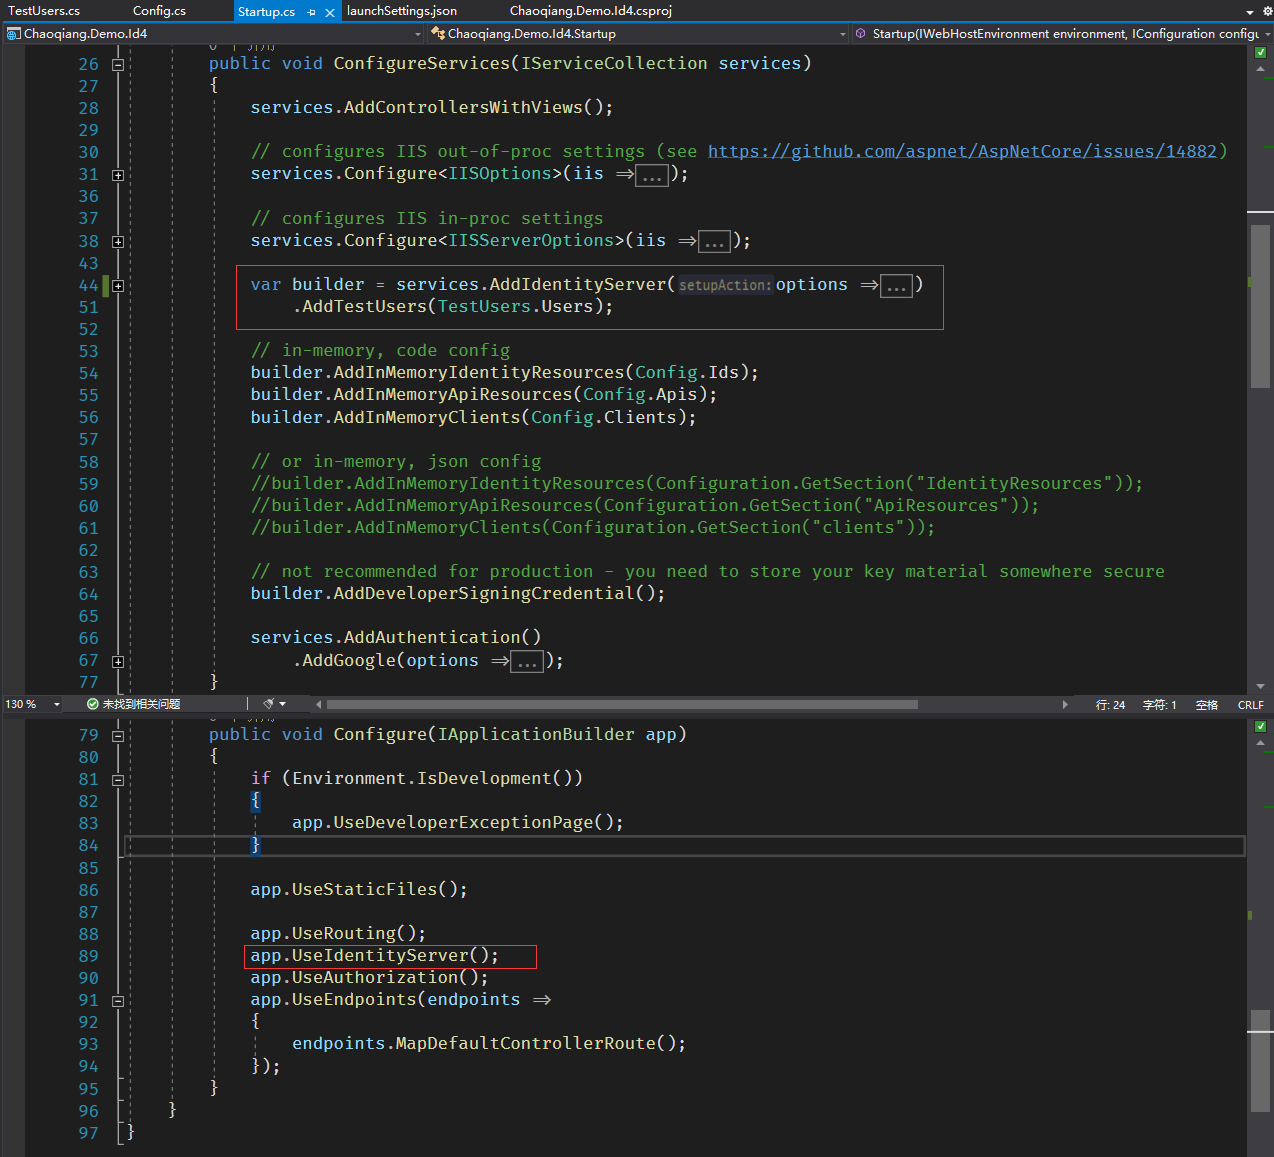 TestUsers.cs Config.cs Startup.cs launchSettings.json Chaoqiang.Demo.Id4.csproj
Chaoqiang.Demo.Id4 Chaoqiang.Demo.Id4.Startup Startup(IWebHostEnvironment environment, IConfiguration configu
26 public void ConfigureServices(IServiceCollection services)
27 {
28 services.AddControllersWithViews();
29
30 // configures IIS out-of-proc settings (see https://github.com/aspnet/AspNetCore/issues/14882)
31 services.Configure<IISOptions>(iis =>...);
36
37 // configures IIS in-proc settings
38 services.Configure<IISServerOptions>(iis =>...);
43
44 var builder = services.AddIdentityServer(setupAction:options =>...)
51 .AddTestUsers(TestUsers.Users);
52
53 // in-memory, code config
54 builder.AddInMemoryIdentityResources(Config.Ids);
55 builder.AddInMemoryApiResources(Config.Apis);
56 builder.AddInMemoryClients(Config.Clients);
57
58 // or in-memory, json config
59 //builder.AddInMemoryIdentityResources(Configuration.GetSection("IdentityResources"));
60 //builder.AddInMemoryApiResources(Configuration.GetSection("ApiResources"));
61 //builder.AddInMemoryClients(Configuration.GetSection("clients"));
62
63 // not recommended for production - you need to store your key material somewhere secure
64 builder.AddDeveloperSigningCredential();
65
66 services.AddAuthentication()
67 .AddGoogle(options =>...);
77 }
130 % 未找到相关问题 行: 24 字符: 1 空格 CRLF
79 public void Configure(IApplicationBuilder app)
80 {
81 if (Environment.IsDevelopment())
82 {
83 app.UseDeveloperExceptionPage();
84 }
85
86 app.UseStaticFiles();
87
88 app.UseRouting();
89 app.UseIdentityServer();
90 app.UseAuthorization();
91 app.UseEndpoints(endpoints =>
92 {
93 endpoints.MapDefaultControllerRoute();
94 });
95 }
96 }
97 }